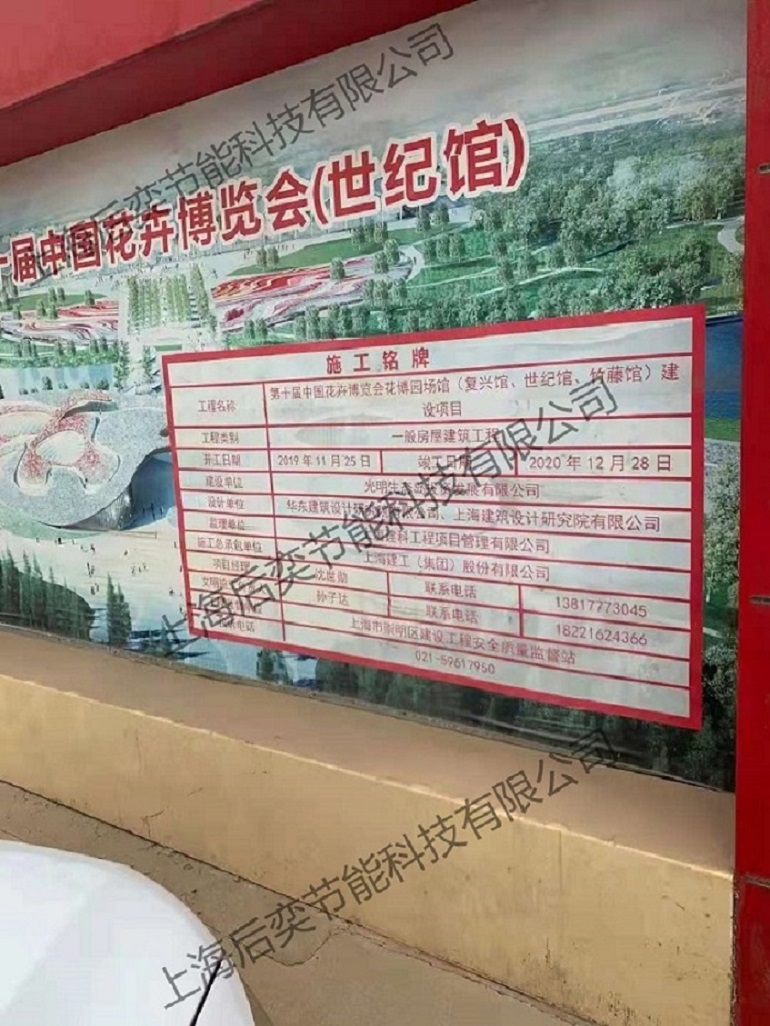 届中国花卉博览会(世纪馆)
施工铭牌
工程名称
第十届中国花卉博览会花博园场馆(复兴馆、世纪馆、竹藤馆)建
设项目
工程类别 一般房屋建筑工程
开工日期 2019年11月25日 竣工日期 2020年12月28日
建设单位 光明生态岛 发展有限公司
设计单位 华东建筑设计 有限公司、上海建筑设计研究院有限公司
监理单位 建科工程项目管理有限公司
施工总承包单位 上海建工(集团)股份有限公司
项目经理 沈 勋 联系电话 13817773045
文明 孙子达 联系电话 18221624366
上海市崇明区建设工程安全质量监督站
电话 021-59617950
上海后奕节能科技有限公司
上海后奕节能科技有限公司
上海后奕节能科技有限公司